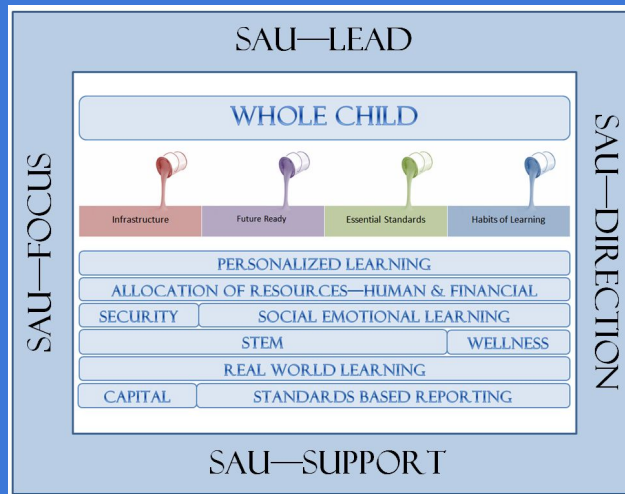 SAU—LEAD
SAU—FOCUS
WHOLE CHILD
Infrastructure
Future Ready
Essential Standards
Habits of Learning
PERSONALIZED LEARNING
ALLOCATION OF RESOURCES—HUMAN & FINANCIAL
SECURITY
SOCIAL EMOTIONAL LEARNING
STEM
WELLNESS
REAL WORLD LEARNING
CAPITAL
STANDARDS BASED REPORTING
SAU—DIRECTION
SAU—SUPPORT